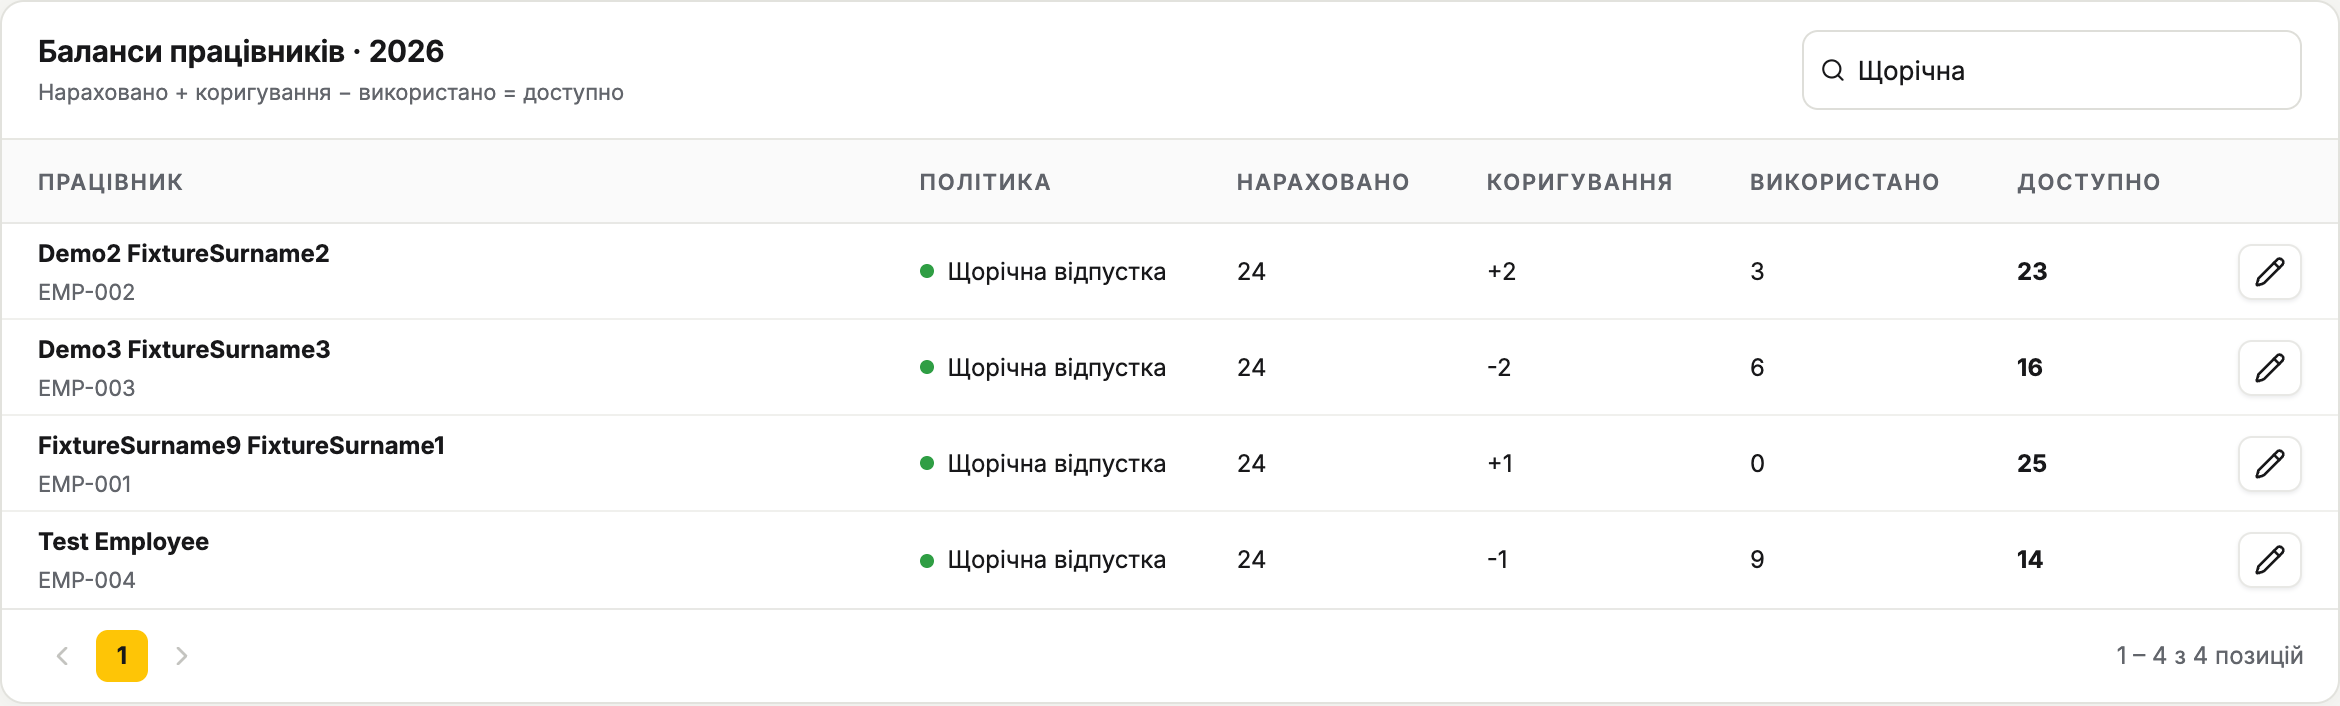 Баланси працівників · 2026
Нараховано + коригування − використано = доступно
Щорічна
ПРАЦІВНИК ПОЛІТИКА НАРАХОВАНО КОРИГУВАННЯ ВИКОРИСТАНО ДОСТУПНО
Demo2 FixtureSurname2
EMP-002
Щорічна відпустка 24 +2 3 23
Demo3 FixtureSurname3
EMP-003
Щорічна відпустка 24 -2 6 16
FixtureSurname9 FixtureSurname1
EMP-001
Щорічна відпустка 24 +1 0 25
Test Employee
EMP-004
Щорічна відпустка 24 -1 9 14
1
1 – 4 з 4 позицій